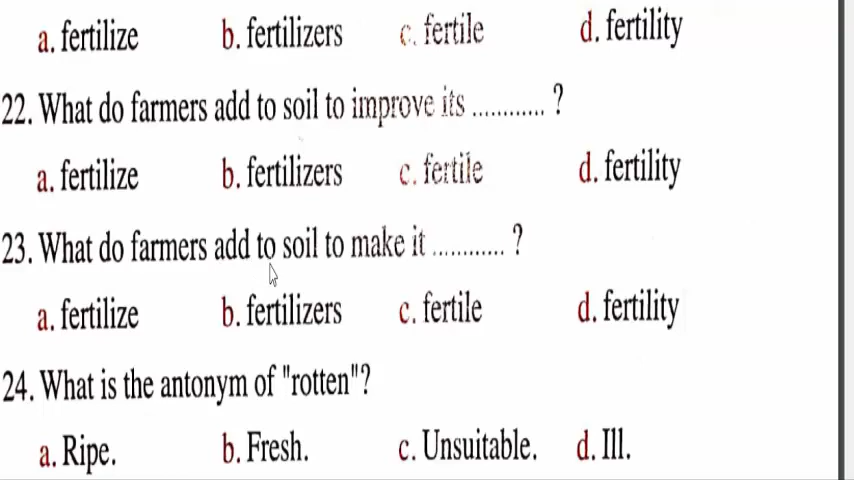 a. fertilize b. fertilizers c. fertile d. fertility
22. What do farmers add to soil to improve its ............ ?
a. fertilize b. fertilizers c. fertile d. fertility
23. What do farmers add to soil to make it ............ ?
a. fertilize b. fertilizers c. fertile d. fertility
24. What is the antonym of "rotten"?
a. Ripe. b. Fresh. c. Unsuitable. d. Ill.